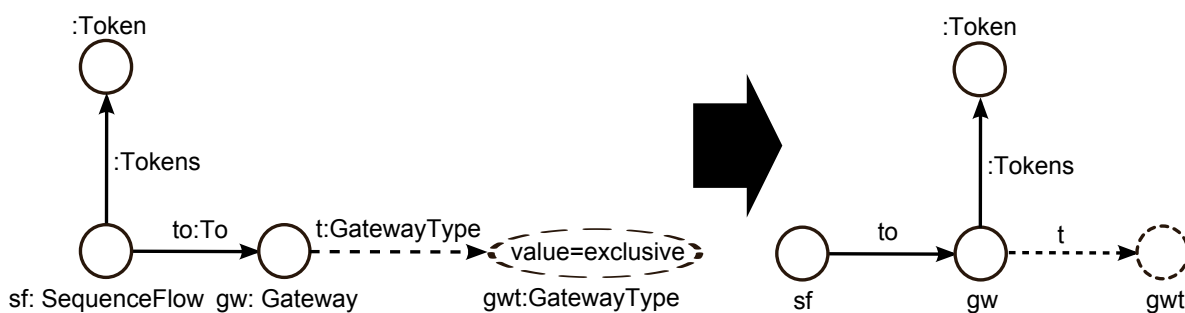 :Token
:Tokens
to:To
t:GatewayType
value=exclusive
sf: SequenceFlow
gw: Gateway
gwt:GatewayType
:Token
:Tokens
to
t
sf
gw
gwt